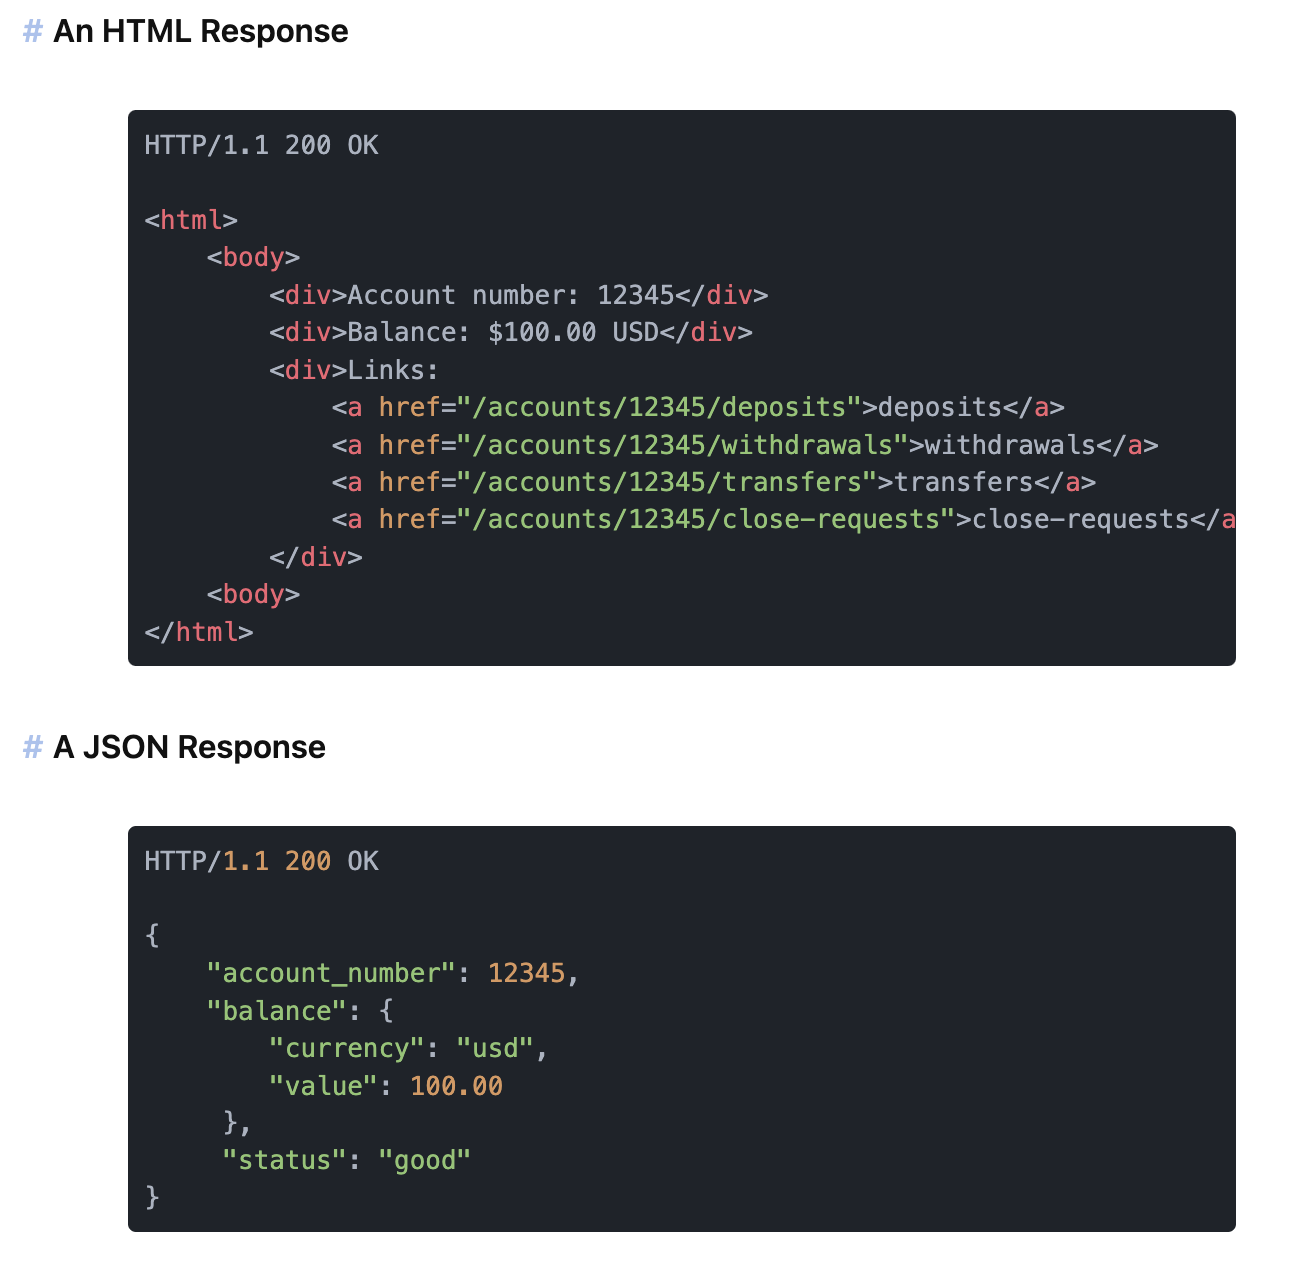 # An HTML Response
HTTP/1.1 200 OK
<html>
    <body>
        <div>Account number: 12345</div>
        <div>Balance: $100.00 USD</div>
        <div>Links:
            <a href="/accounts/12345/deposits">deposits</a>
            <a href="/accounts/12345/withdrawals">withdrawals</a>
            <a href="/accounts/12345/transfers">transfers</a>
            <a href="/accounts/12345/close-requests">close-requests</a
        </div>
    <body>
</html>
# A JSON Response
HTTP/1.1 200 OK
{
    "account_number": 12345,
    "balance": {
        "currency": "usd",
        "value": 100.00
     },
     "status": "good"
}